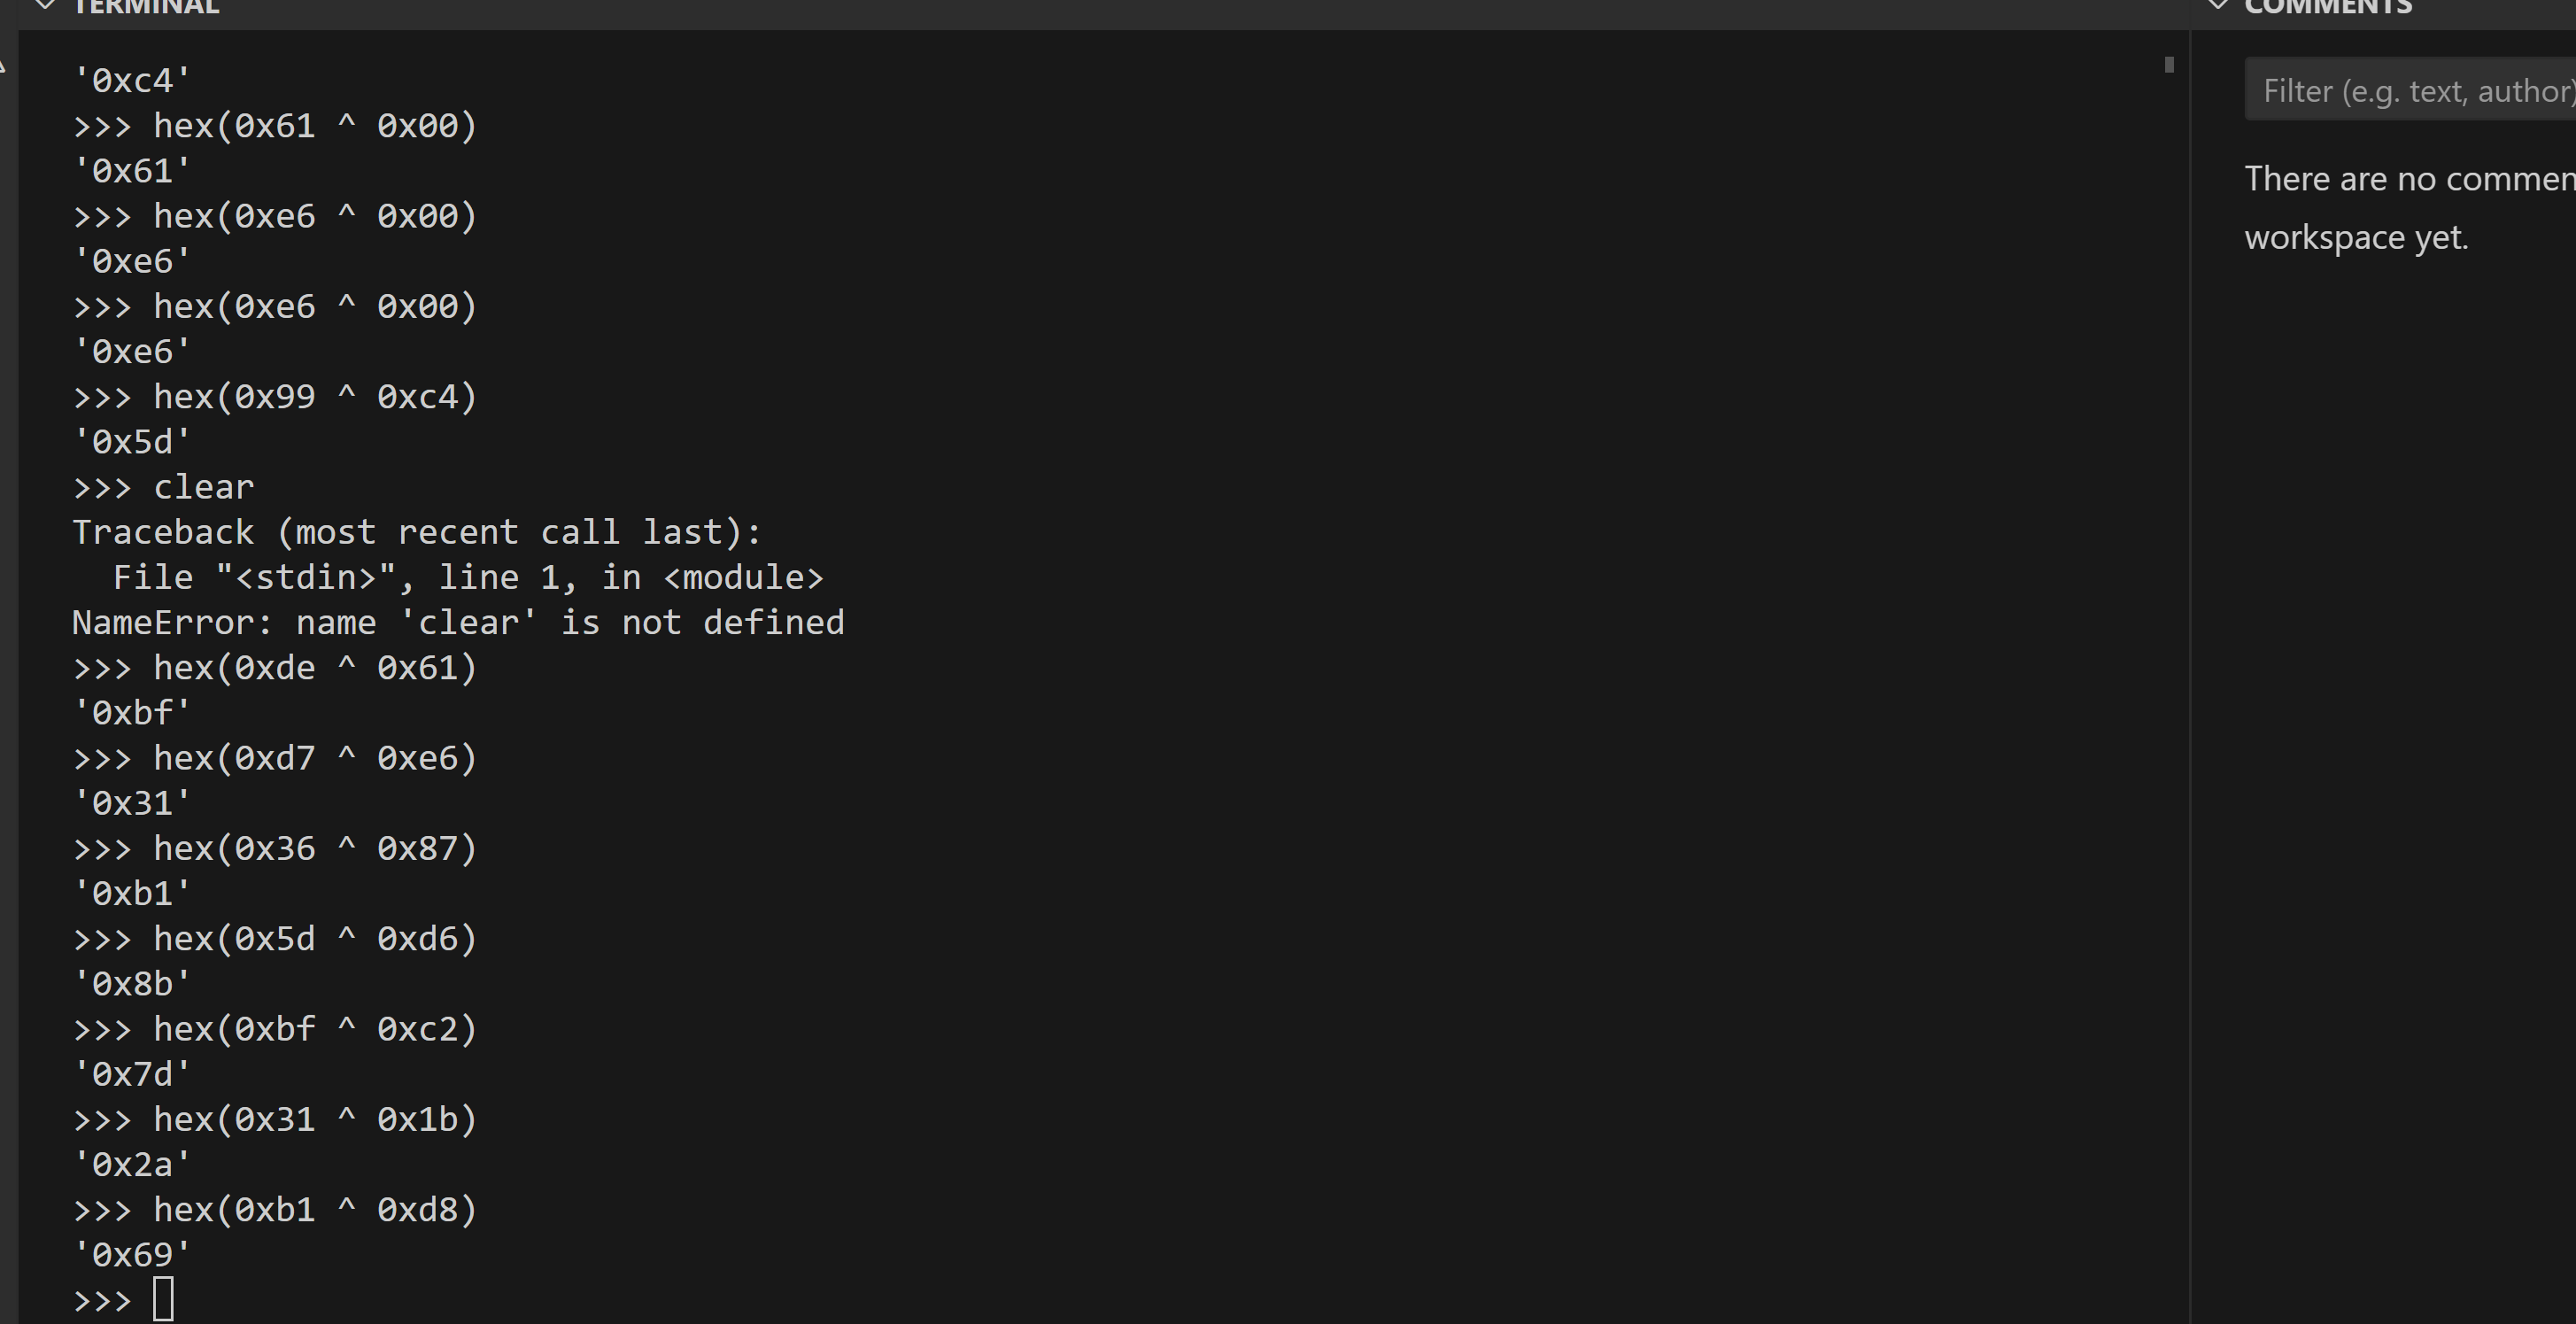 TERMINAL
'0xc4'
>>> hex(0x61 ^ 0x00)
'0x61'
>>> hex(0xe6 ^ 0x00)
'0xe6'
>>> hex(0xe6 ^ 0x00)
'0xe6'
>>> hex(0x99 ^ 0xc4)
'0x5d'
>>> clear
Traceback (most recent call last):
  File "<stdin>", line 1, in <module>
NameError: name 'clear' is not defined
>>> hex(0xde ^ 0x61)
'0xbf'
>>> hex(0xd7 ^ 0xe6)
'0x31'
>>> hex(0x36 ^ 0x87)
'0xb1'
>>> hex(0x5d ^ 0xd6)
'0x8b'
>>> hex(0xbf ^ 0xc2)
'0x7d'
>>> hex(0x31 ^ 0x1b)
'0x2a'
>>> hex(0xb1 ^ 0xd8)
'0x69'
>>>
COMMENTS
Filter (e.g. text, author)
There are no commen
workspace yet.